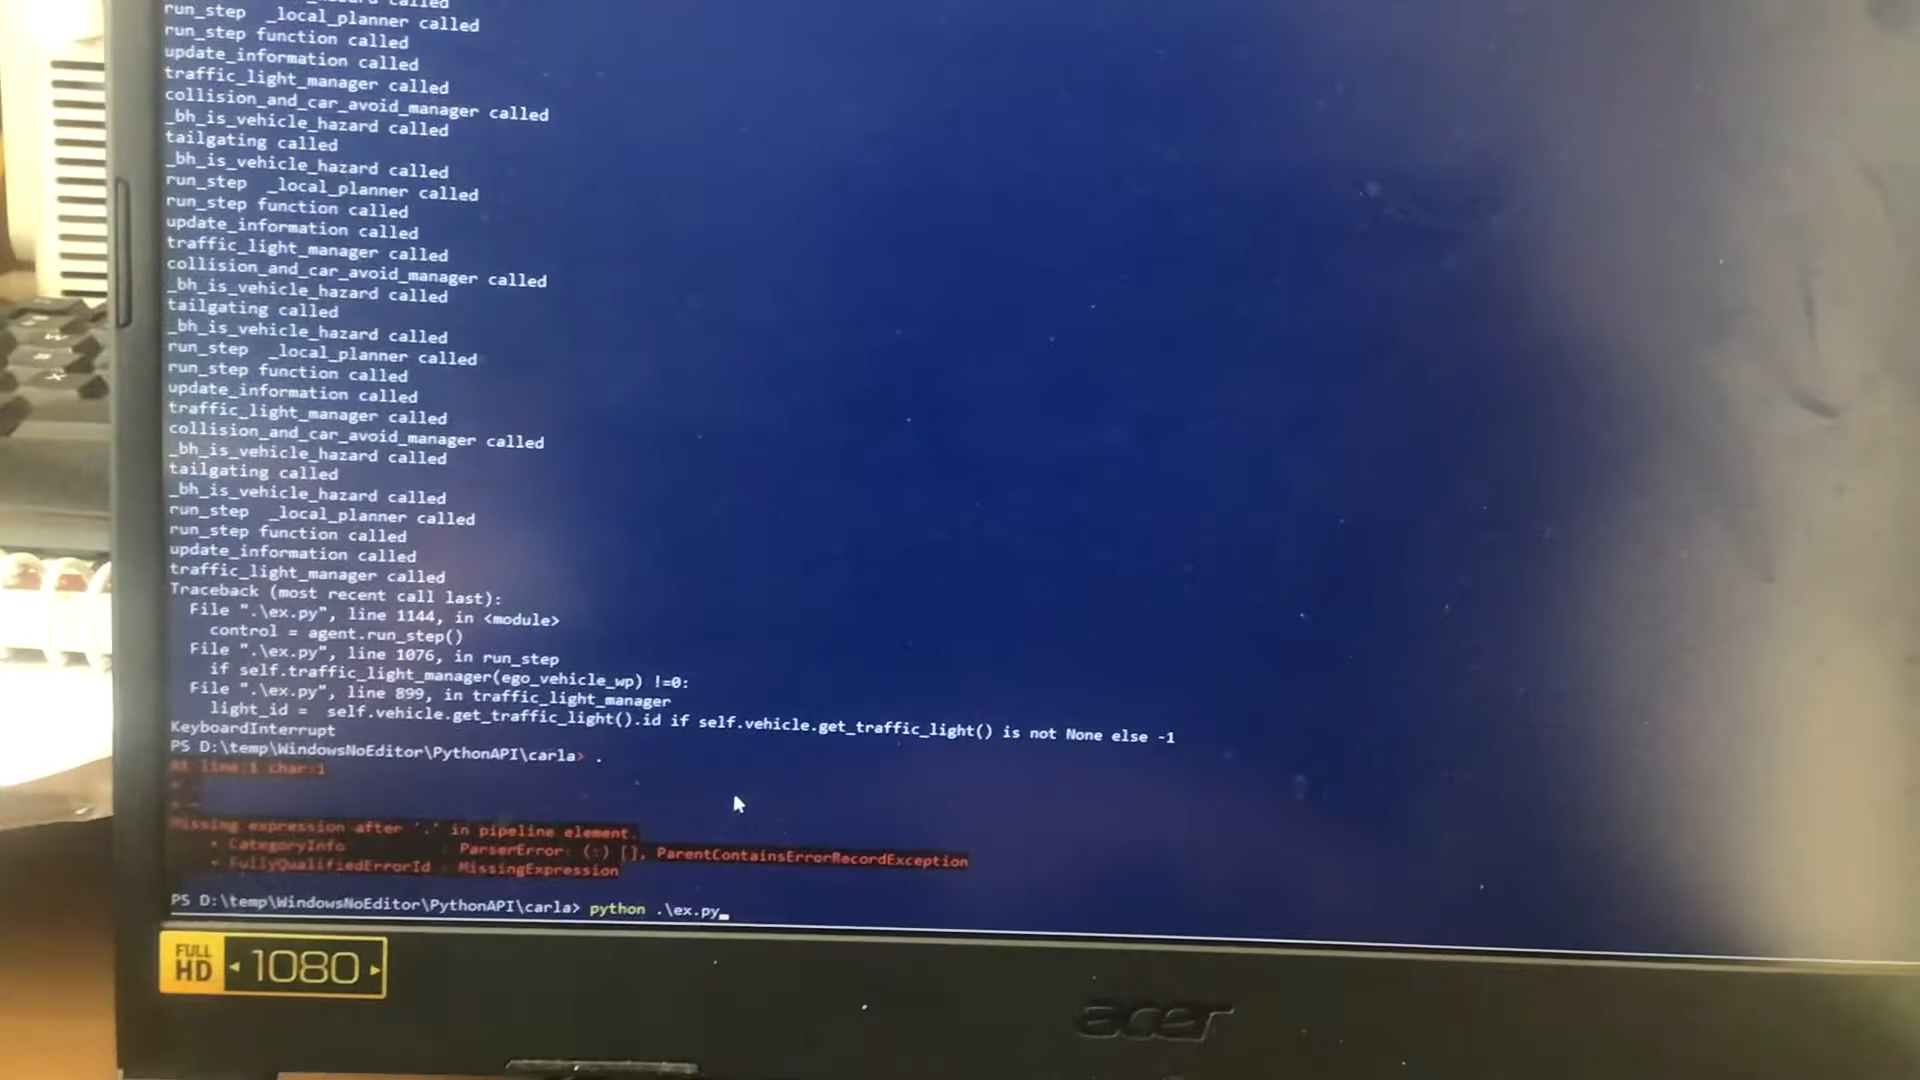 called
run_step _local_planner called
run_step function called
update_information called
traffic_light_manager called
collision_and_car_avoid_manager called
_bh_is_vehicle_hazard called
tailgating called
_bh_is_vehicle_hazard called
run_step _local_planner called
run_step function called
update_information called
traffic_light_manager called
collision_and_car_avoid_manager called
_bh_is_vehicle_hazard called
tailgating called
_bh_is_vehicle_hazard called
run_step _local_planner called
run_step function called
update_information called
traffic_light_manager called
collision_and_car_avoid_manager called
_bh_is_vehicle_hazard called
tailgating called
_bh_is_vehicle_hazard called
run_step _local_planner called
run_step function called
update_information called
traffic_light_manager called
Traceback (most recent call last):
File ".\ex.py", line 1144, in <module>
control = agent.run_step()
File ".\ex.py", line 1076, in run_step
if self.traffic_light_manager(ego_vehicle_wp) !=0:
File ".\ex.py", line 899, in traffic_light_manager
light_id = self.vehicle.get_traffic_light().id if self.vehicle.get_traffic_light() is not None else -1
KeyboardInterrupt
PS D:\temp\WindowsNoEditor\PythonAPI\carla> .
At line:1 char:1
Missing expression after '.' in pipeline element.
+ CategoryInfo : ParserError: (:) [], ParentContainsErrorRecordException
+ FullyQualifiedErrorId : MissingExpression
PS D:\temp\WindowsNoEditor\PythonAPI\carla> python .\ex.py
FULL HD 1080
acer